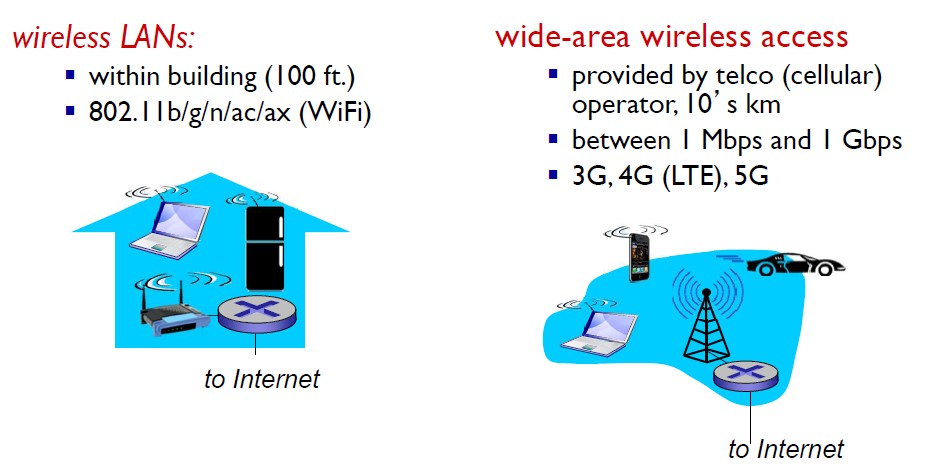 wireless LANs:
▪ within building (100 ft.)
▪ 802.11b/g/n/ac/ax (WiFi)
to Internet
wide-area wireless access
▪ provided by telco (cellular)
operator, 10’ s km
▪ between 1 Mbps and 1 Gbps
▪ 3G, 4G (LTE), 5G
to Internet